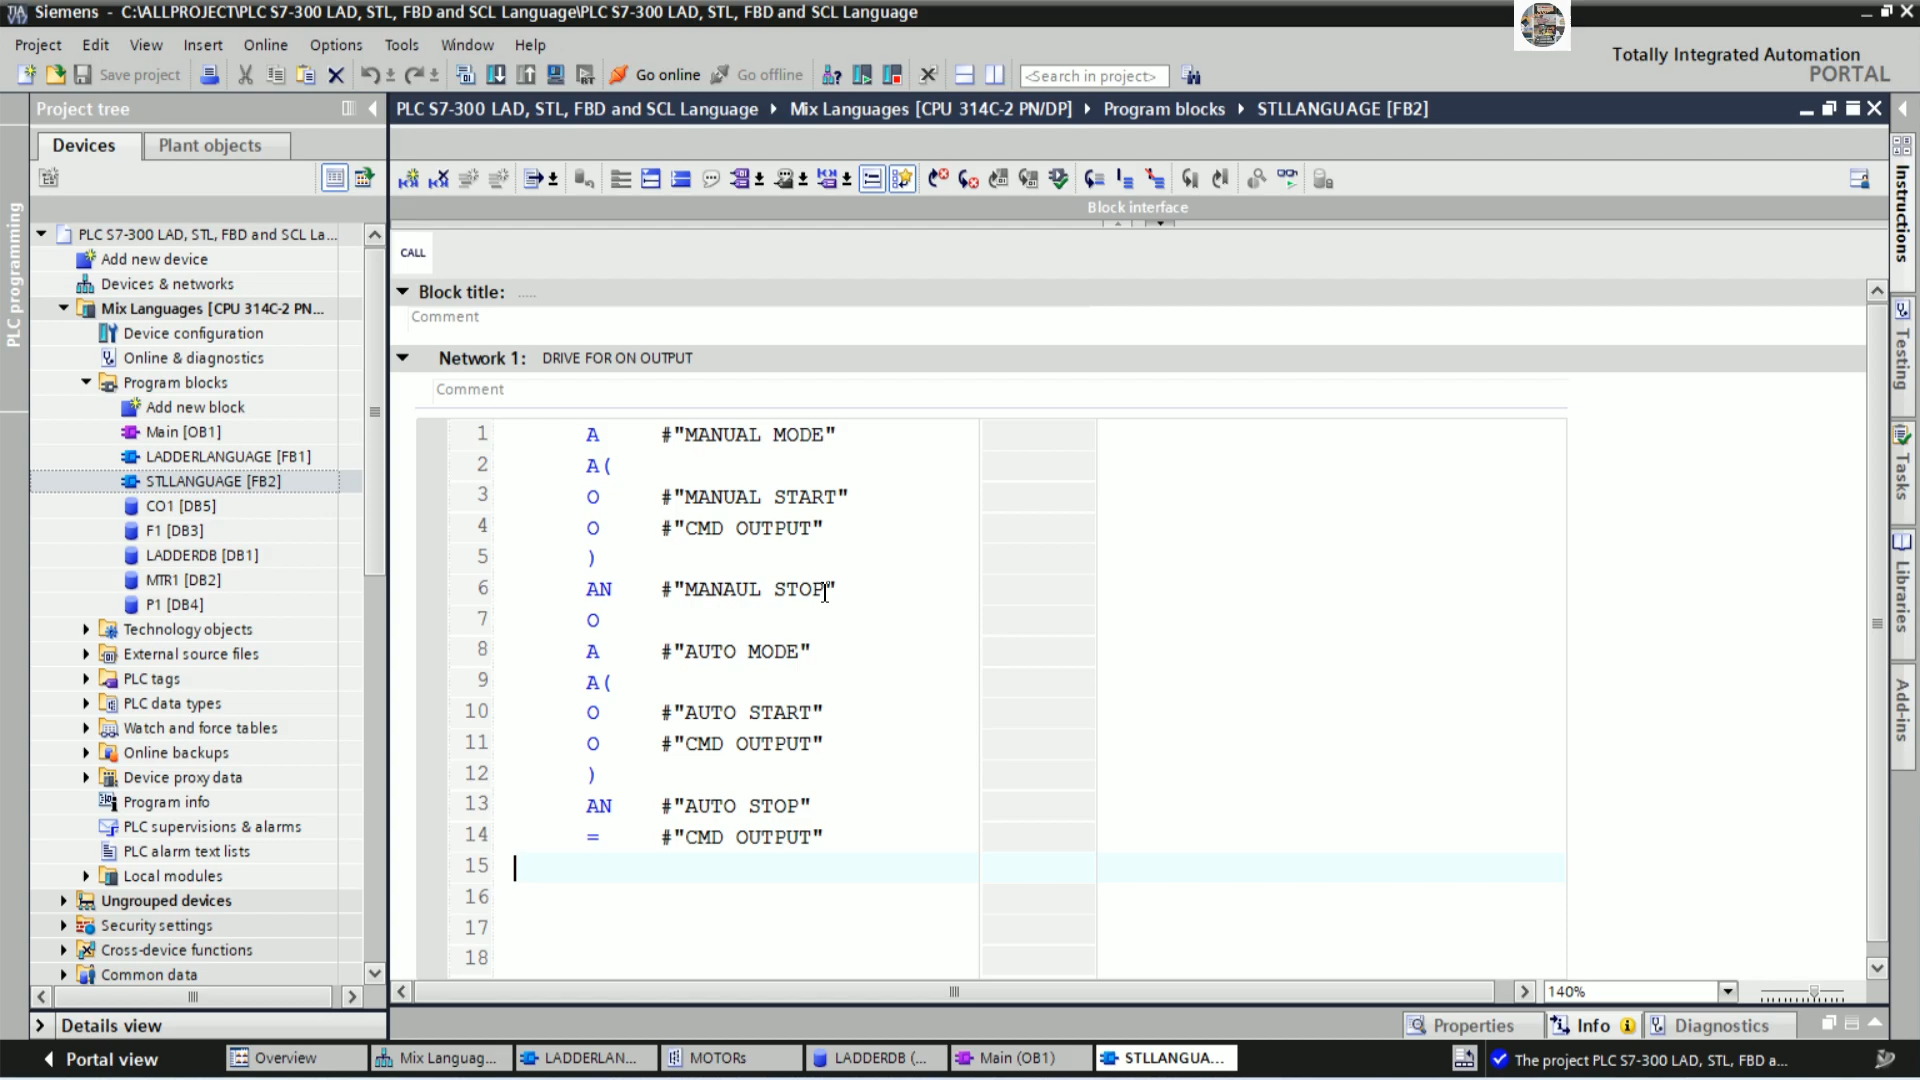 Siemens - C:\ALLPROJECT\PLC S7-300 LAD, STL, FBD and SCL Language\PLC S7-300 LAD, STL, FBD and SCL Language
Project Edit View Insert Online Options Tools Window Help
Totally Integrated Automation
PORTAL
Save project Go online Go offline <Search in project>
Project tree
PLC S7-300 LAD, STL, FBD and SCL Language Mix Languages [CPU 314C-2 PN/DP] Program blocks STLLANGUAGE [FB2]
Devices Plant objects
Block interface
PLC programming
PLC S7-300 LAD, STL, FBD and SCL La...
Add new device
Devices & networks
Mix Languages [CPU 314C-2 PN...
Device configuration
Online & diagnostics
Program blocks
Add new block
Main [OB1]
LADDERLANGUAGE [FB1]
STLLANGUAGE [FB2]
CO1 [DB5]
F1 [DB3]
LADDERDB [DB1]
MTR1 [DB2]
P1 [DB4]
Technology objects
External source files
PLC tags
PLC data types
Watch and force tables
Online backups
Device proxy data
Program info
PLC supervisions & alarms
PLC alarm text lists
Local modules
Ungrouped devices
Security settings
Cross-device functions
Common data
Details view
CALL
Block title: .....
Comment
Network 1: DRIVE FOR ON OUTPUT
Comment
1 A #"MANUAL MODE"
2 A(
3 O #"MANUAL START"
4 O #"CMD OUTPUT"
5 )
6 AN #"MANAUL STOP"
7 O
8 A #"AUTO MODE"
9 A(
10 O #"AUTO START"
11 O #"CMD OUTPUT"
12 )
13 AN #"AUTO STOP"
14 = #"CMD OUTPUT"
15
16
17
18
140%
Instructions
Testing
Tasks
Libraries
Add-ins
Properties Info Diagnostics
Portal view Overview Mix Languag... LADDERLAN... MOTORs LADDERDB (... Main (OB1) STLLANGUA... The project PLC S7-300 LAD, STL, FBD a...